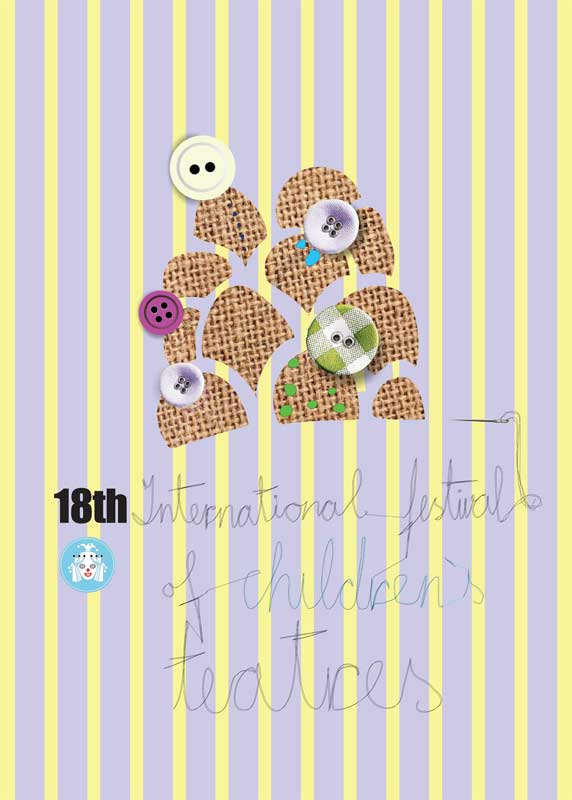 18th International festival
of children's
teatres